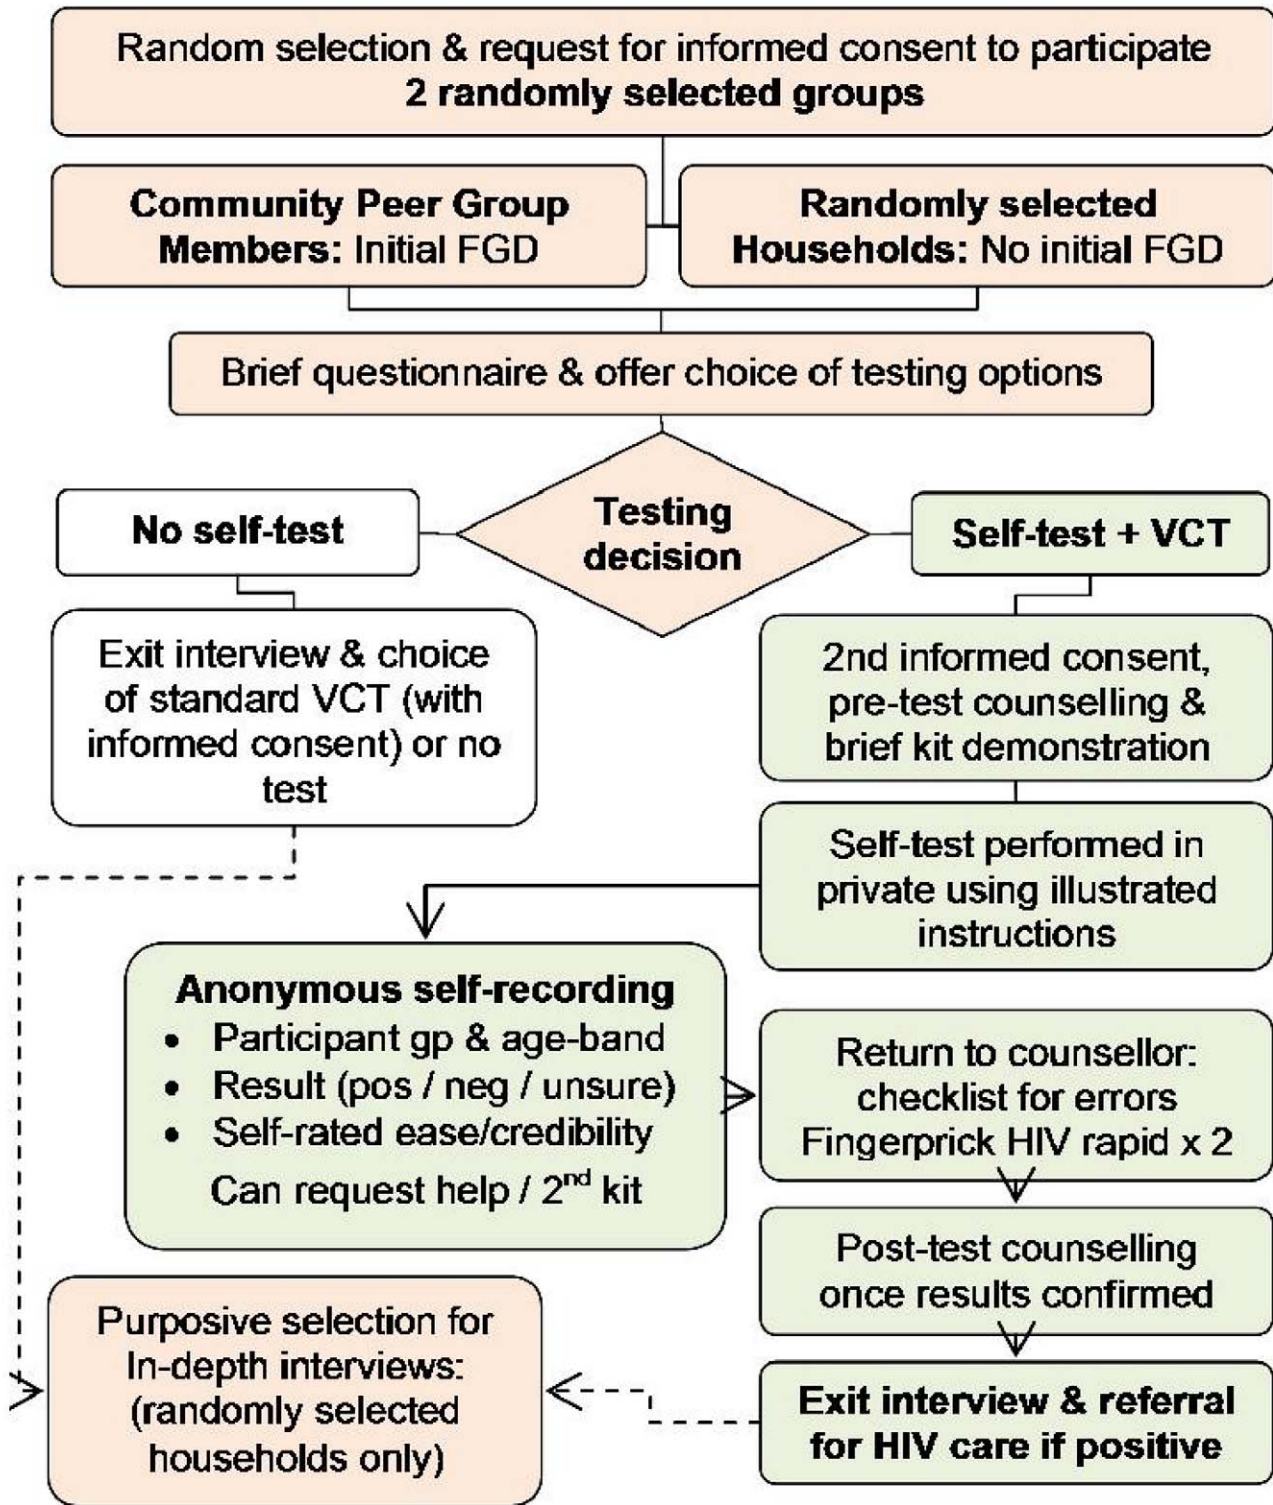 Random selection & request for informed consent to participate
2 randomly selected groups
Community Peer Group
Members: Initial FGD
Randomly selected
Households: No initial FGD
Brief questionnaire & offer choice of testing options
Testing
decision
No self-test
Self-test + VCT
Exit interview & choice
of standard VCT (with
informed consent) or no
test
2nd informed consent,
pre-test counselling &
brief kit demonstration
Self-test performed in
private using illustrated
instructions
Anonymous self-recording
• Participant gp & age-band
• Result (pos / neg / unsure)
• Self-rated ease/credibility
Can request help / 2nd kit
Return to counsellor:
checklist for errors
Fingerprick HIV rapid x 2
Post-test counselling
once results confirmed
Exit interview & referral
for HIV care if positive
Purposive selection for
In-depth interviews:
(randomly selected
households only)